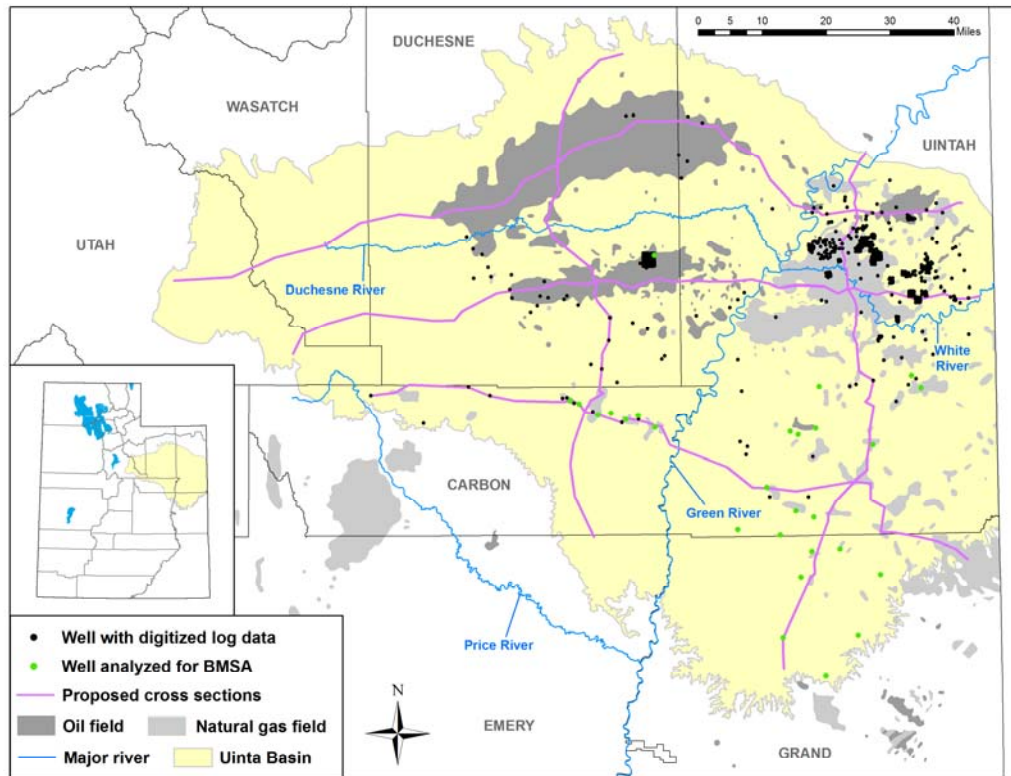 0 5 10 20 30 40
Miles
DUCHESNE
WASATCH
UINTAH
UTAH
Duchesne River
White
River
CARBON
Green River
Price River
EMERY
GRAND
N
Well with digitized log data
Well analyzed for BMSA
Proposed cross sections
Oil field
Natural gas field
Major river
Uinta Basin